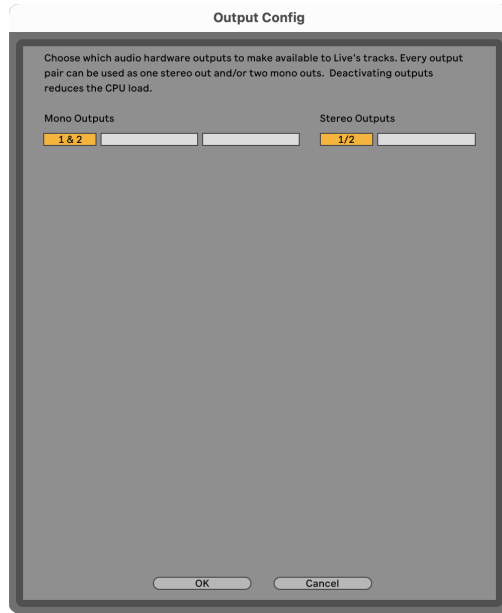 Output Config
Choose which audio hardware outputs to make available to Live's tracks. Every output
pair can be used as one stereo out and/or two mono outs.  Deactivating outputs
reduces the CPU load.
Mono Outputs
Stereo Outputs
1 & 2
1/2
OK
Cancel